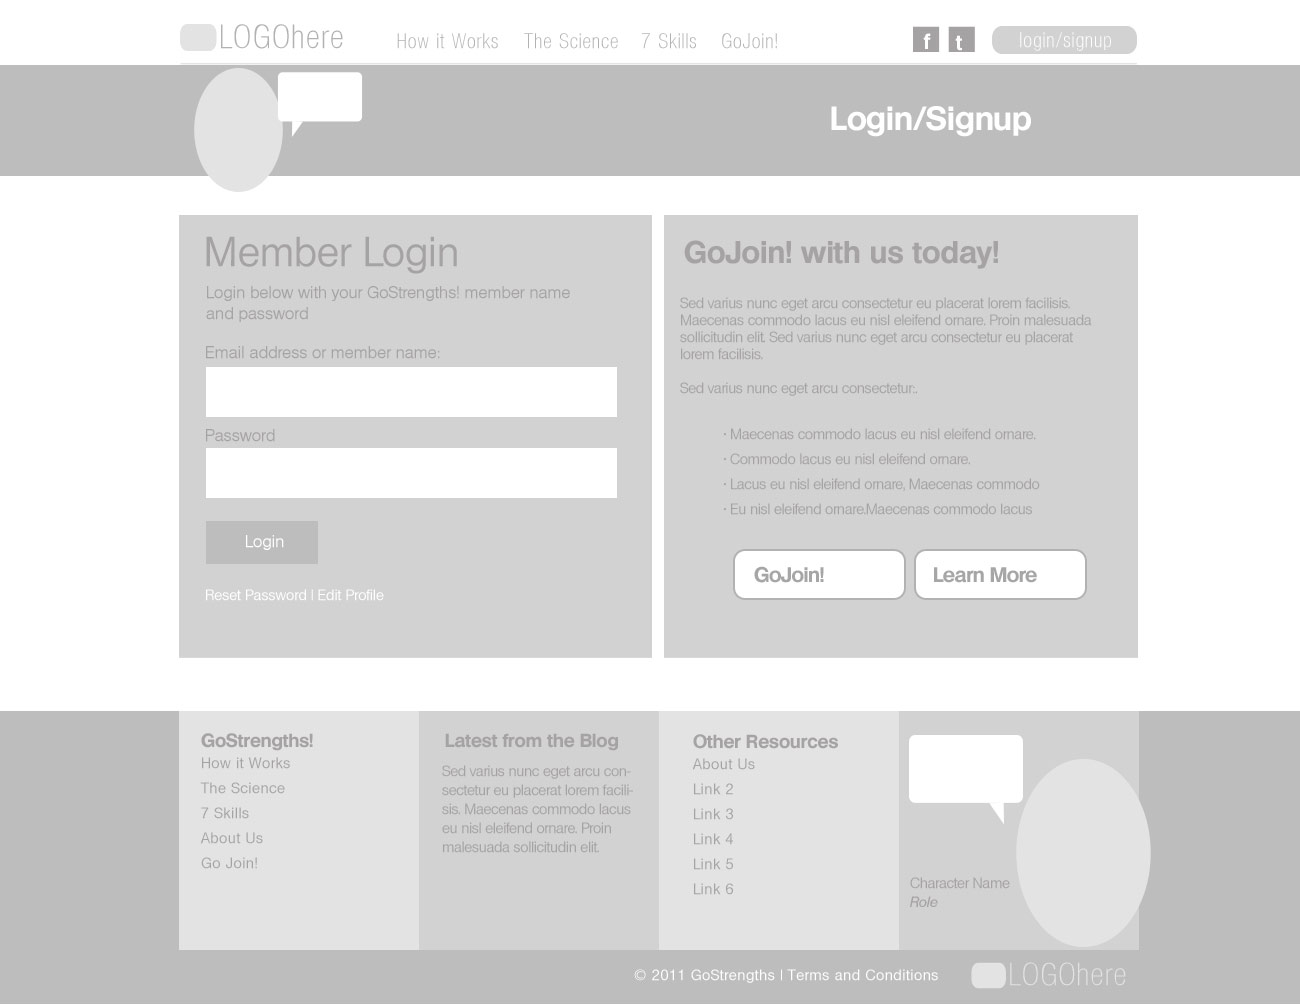 LOGOhere
How it Works The Science 7 Skills GoJoin!
f t login/signup
Login/Signup
Member Login
Login below with your GoStrengths! member name
and password
Email address or member name:
Password
Login
Reset Password | Edit Profile
GoJoin! with us today!
Sed varius nunc eget arcu consectetur eu placerat lorem facilisis.
Maecenas commodo lacus eu nisl eleifend ornare. Proin malesuada
sollicitudin elit. Sed varius nunc eget arcu consectetur eu placerat
lorem facilisis.
Sed varius nunc eget arcu consectetur:.
· Maecenas commodo lacus eu nisl eleifend ornare.
· Commodo lacus eu nisl eleifend ornare.
· Lacus eu nisl eleifend ornare, Maecenas commodo
· Eu nisl eleifend ornare.Maecenas commodo lacus
GoJoin!
Learn More
GoStrengths!
How it Works
The Science
7 Skills
About Us
Go Join!
Latest from the Blog
Sed varius nunc eget arcu con-
sectetur eu placerat lorem facili-
sis. Maecenas commodo lacus
eu nisl eleifend ornare. Proin
malesuada sollicitudin elit.
Other Resources
About Us
Link 2
Link 3
Link 4
Link 5
Link 6
Character Name
Role
© 2011 GoStrengths | Terms and Conditions
LOGOhere